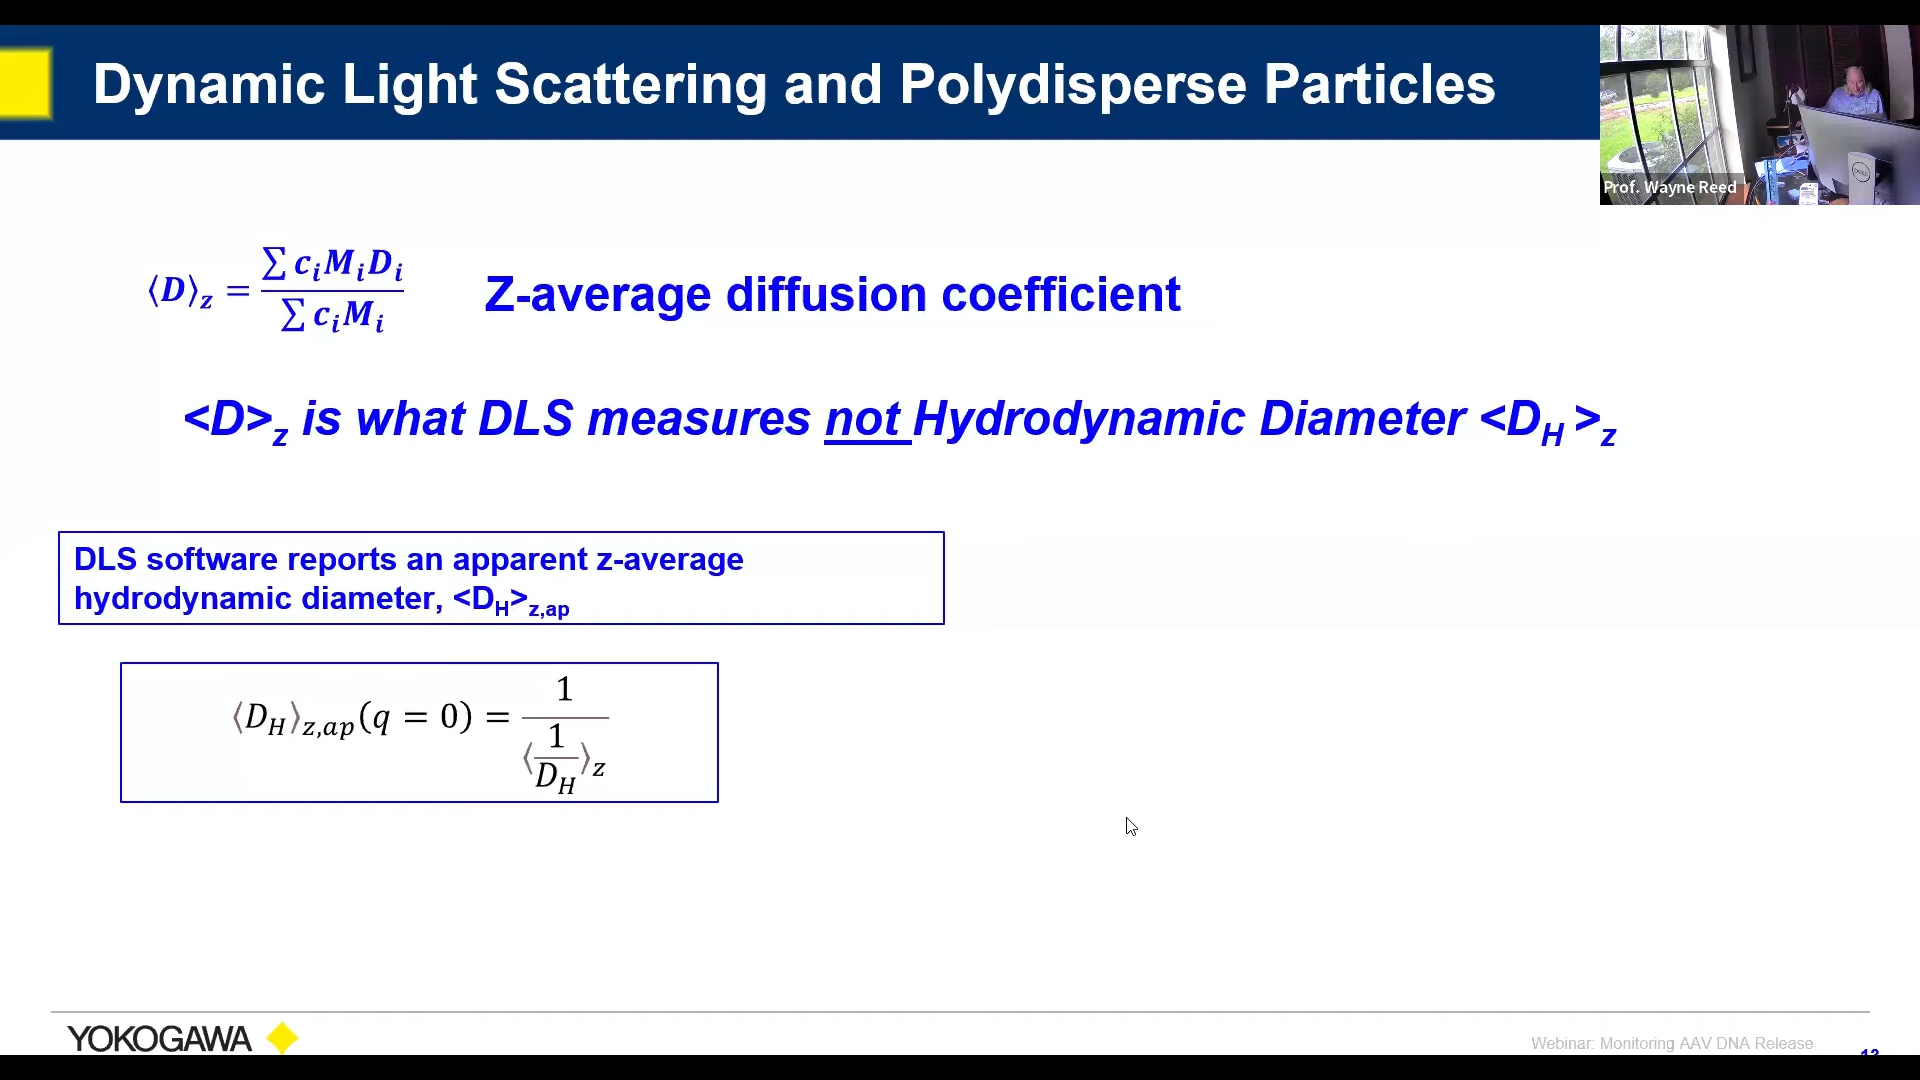 Dynamic Light Scattering and Polydisperse Particles
Prof. Wayne Reed
⟨D⟩z = ∑ciMiDi / ∑ciMi
Z-average diffusion coefficient
<D>z is what DLS measures not Hydrodynamic Diameter <DH>z
DLS software reports an apparent z-average
hydrodynamic diameter, <DH>z,ap
⟨DH⟩z,ap(q = 0) = 1 / ⟨1/DH⟩z
YOKOGAWA
Webinar: Monitoring AAV DNA Release